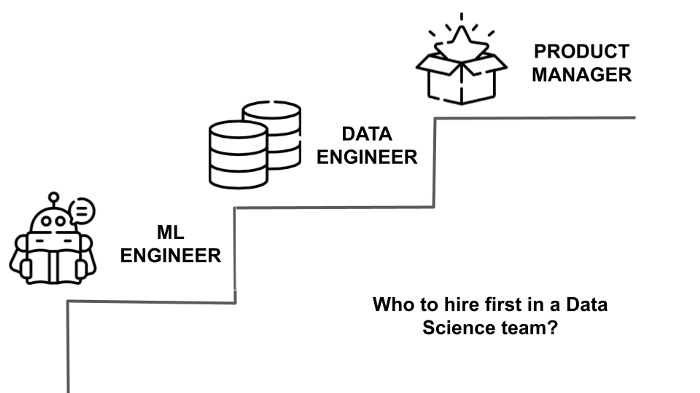 PRODUCT
MANAGER
DATA
ENGINEER
ML
ENGINEER
Who to hire first in a Data
Science team?